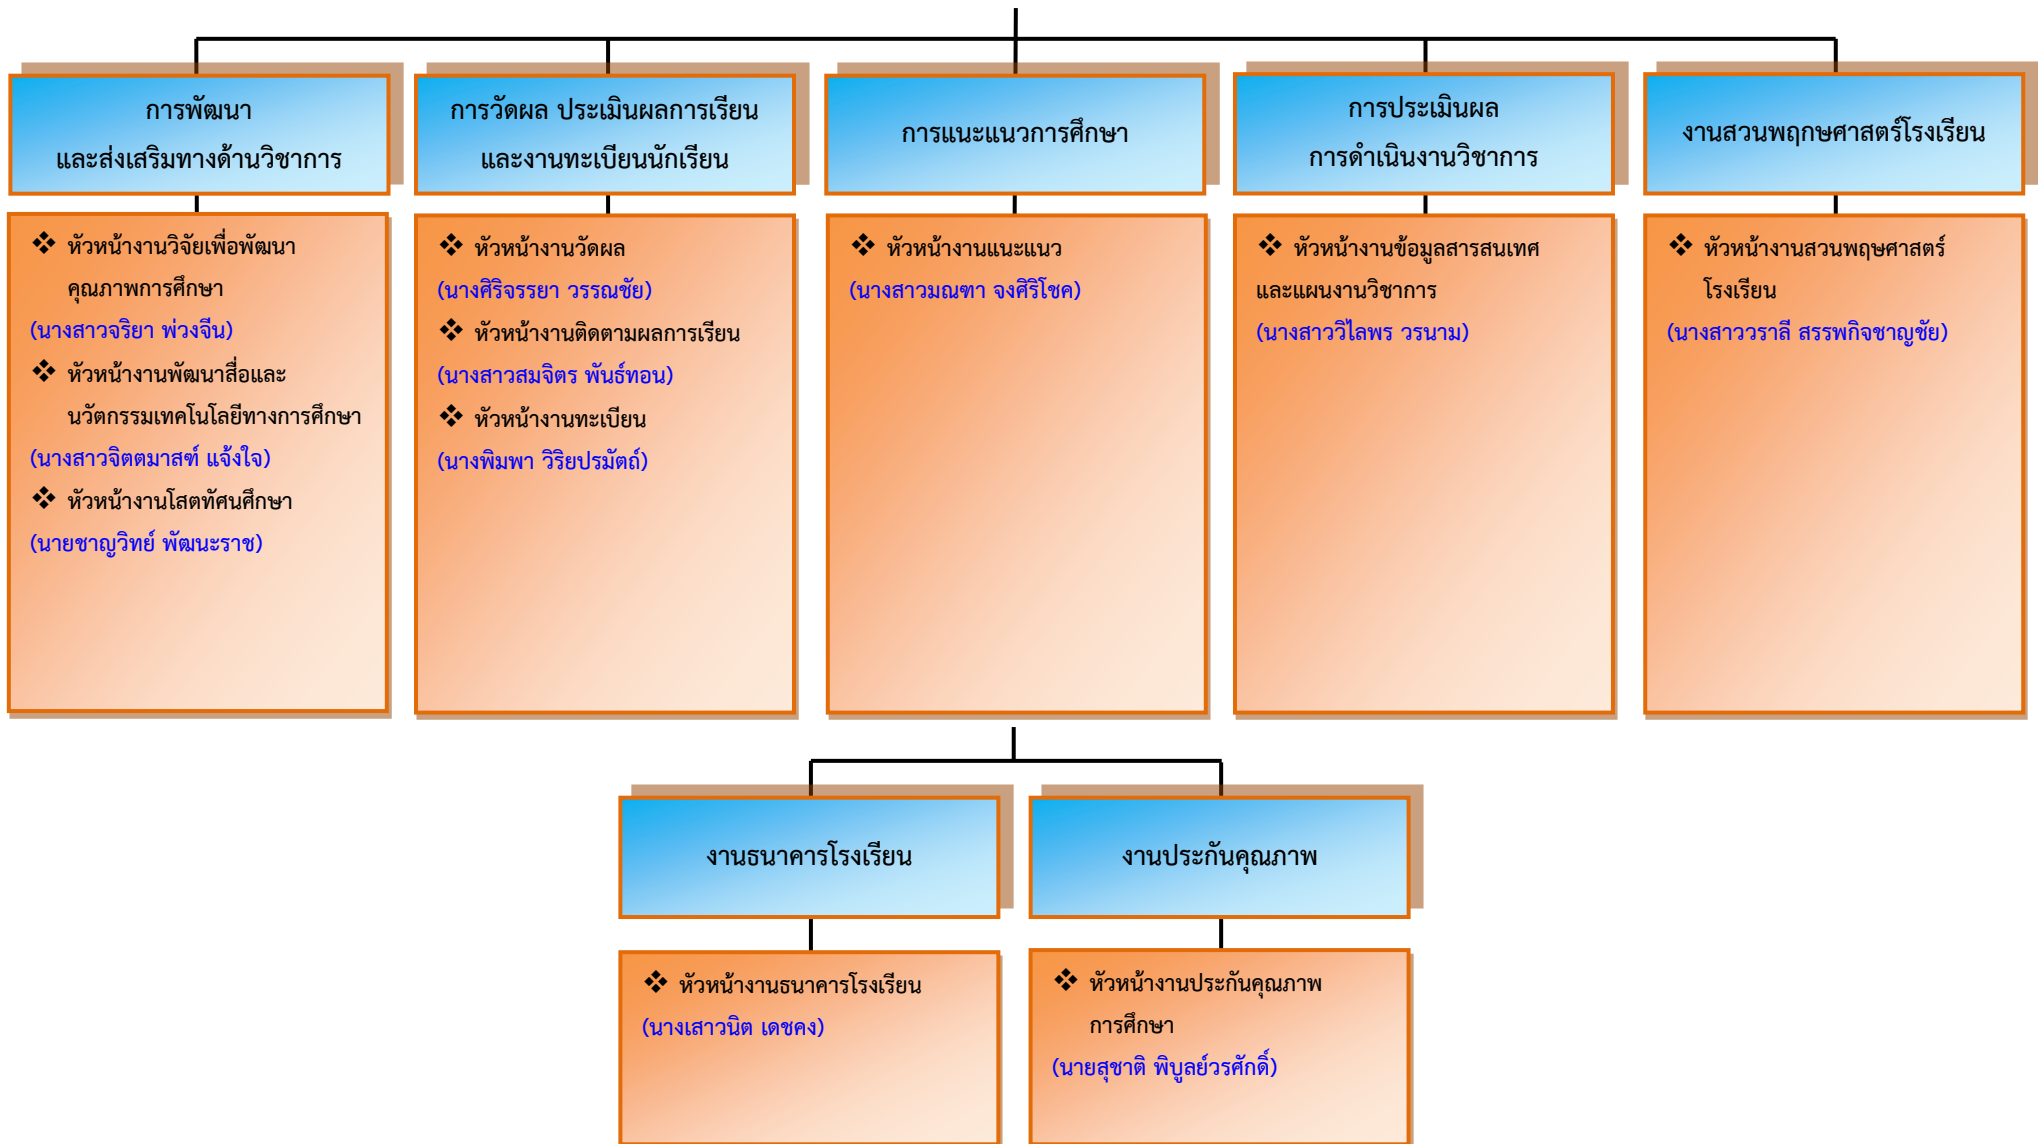 การพัฒนา
และส่งเสริมทางด้านวิชาการ
❖ หัวหน้างานวิจัยเพื่อพัฒนา
คุณภาพการศึกษา
(นางสาวจริยา พ่วงจีน)
❖ หัวหน้างานพัฒนาสื่อและ
นวัตกรรมเทคโนโลยีทางการศึกษา
(นางสาวจิตตมาสฑ์ แจ้งใจ)
❖ หัวหน้างานโสตทัศนศึกษา
(นายชาญวิทย์ พัฒนะราช)
การวัดผล ประเมินผลการเรียน
และงานทะเบียนนักเรียน
❖ หัวหน้างานวัดผล
(นางศิริจรรยา วรรณชัย)
❖ หัวหน้างานติดตามผลการเรียน
(นางสาวสมจิตร พันธ์ทอน)
❖ หัวหน้างานทะเบียน
(นางพิมพา วิริยปรมัตถ์)
การแนะแนวการศึกษา
❖ หัวหน้างานแนะแนว
(นางสาวมณฑา จงศิริโชค)
การประเมินผล
การดำเนินงานวิชาการ
❖ หัวหน้างานข้อมูลสารสนเทศ
และแผนงานวิชาการ
(นางสาววิไลพร วรนาม)
งานสวนพฤกษศาสตร์โรงเรียน
❖ หัวหน้างานสวนพฤษศาสตร์
โรงเรียน
(นางสาววราลี สรรพกิจชาญชัย)
งานธนาคารโรงเรียน
❖ หัวหน้างานธนาคารโรงเรียน
(นางเสาวนิต เดชคง)
งานประกันคุณภาพ
❖ หัวหน้างานประกันคุณภาพ
การศึกษา
(นายสุชาติ พิบูลย์วรศักดิ์)